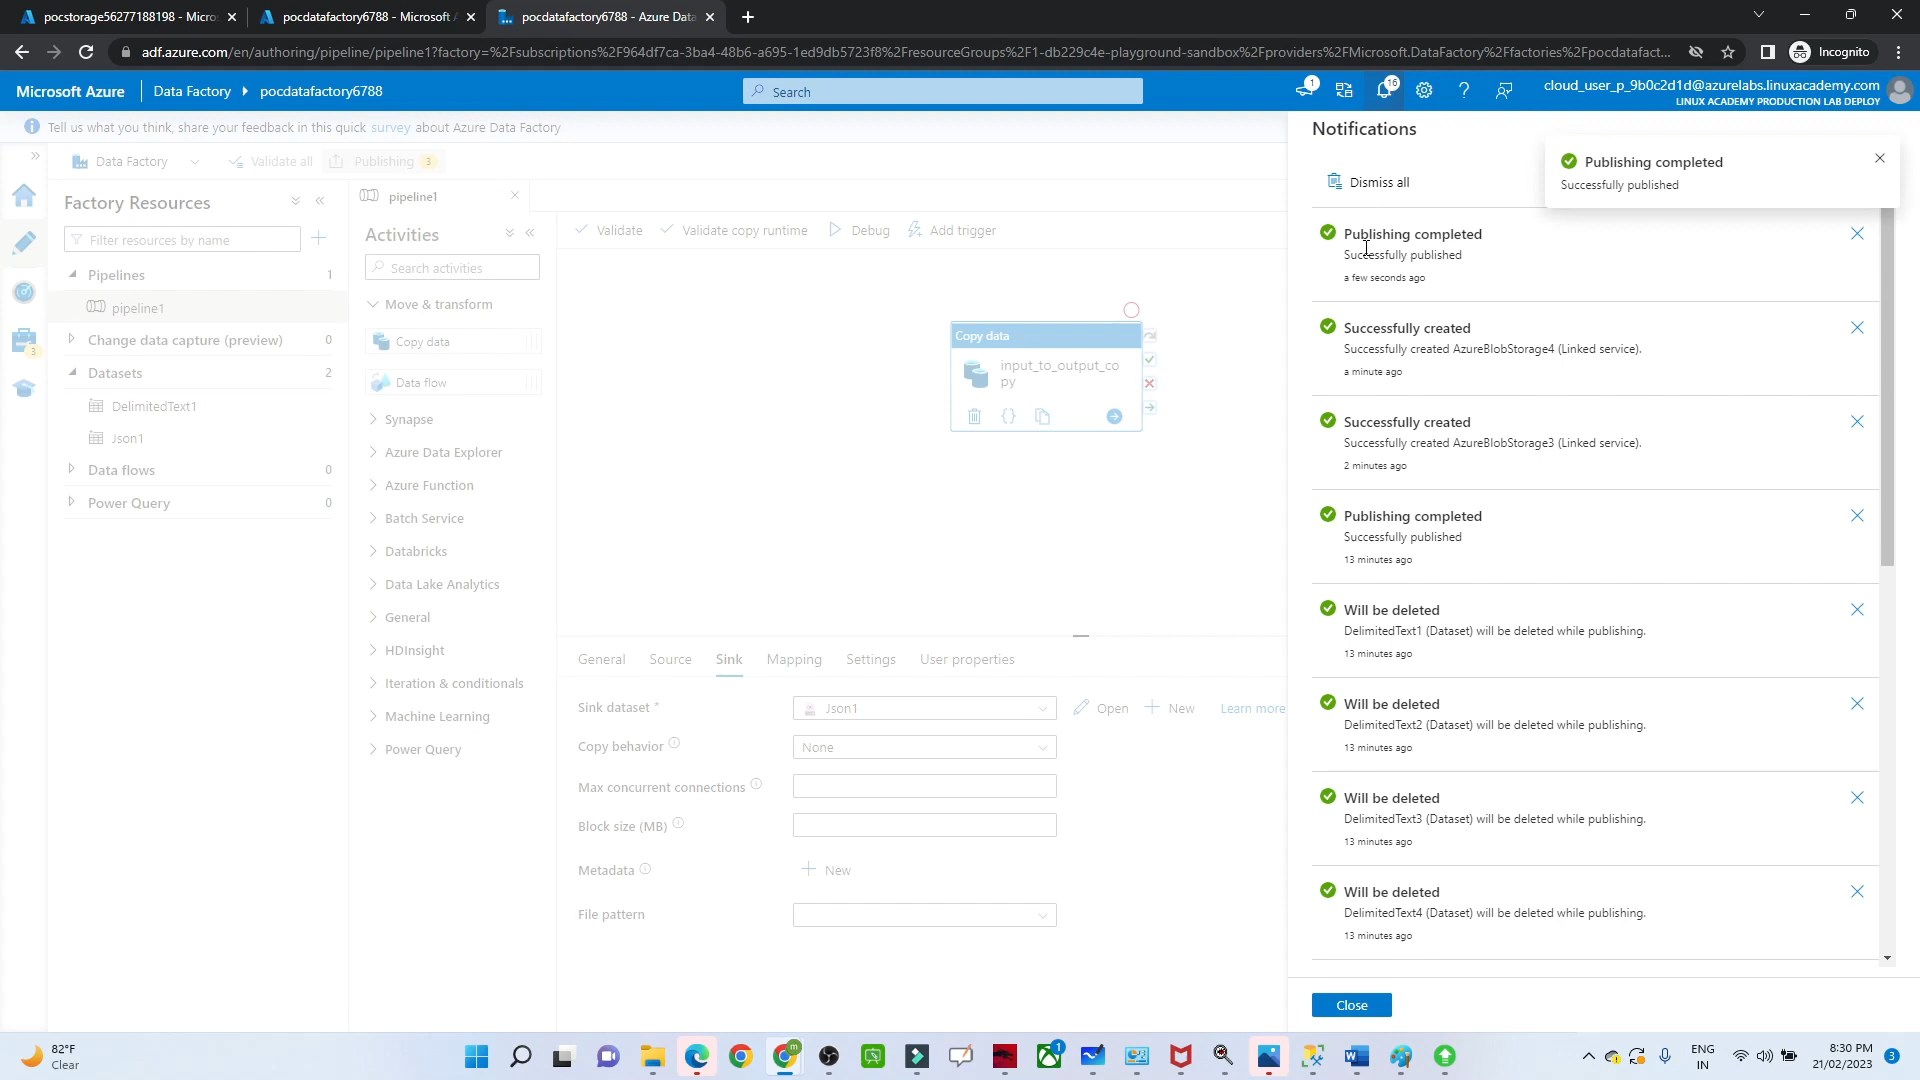 pocstorage56277188198 - Micro
pocdatafactory6788 - Microsoft A
pocdatafactory6788 - Azure Data
adf.azure.com/en/authoring/pipeline/pipeline1?factory=%2Fsubscriptions%2F964df7ca-3ba4-48b6-a695-1ed9db5723f8%2FresourceGroups%2F1-db229c4e-playground-sandbox%2Fproviders%2FMicrosoft.DataFactory%2Ffactories%2Fpocdatafact...
Incognito
Microsoft Azure
Data Factory
pocdatafactory6788
Search
1
16
cloud_user_p_9b0c2d1d@azurelabs.linuxacademy.com
LINUX ACADEMY PRODUCTION LAB DEPLOY
Tell us what you think, share your feedback in this quick survey about Azure Data Factory
Data Factory
Validate all
Publishing 3
Factory Resources
Filter resources by name
Pipelines 1
pipeline1
Change data capture (preview) 0
Datasets 2
DelimitedText1
Json1
Data flows 0
Power Query 0
3
pipeline1
Activities
Search activities
Move & transform
Copy data
Data flow
Synapse
Azure Data Explorer
Azure Function
Batch Service
Databricks
Data Lake Analytics
General
HDInsight
Iteration & conditionals
Machine Learning
Power Query
Validate
Validate copy runtime
Debug
Add trigger
Copy data
input_to_output_co
py
General
Source
Sink
Mapping
Settings
User properties
Sink dataset *
Json1
Open
New
Learn more
Copy behavior
None
Max concurrent connections
Block size (MB)
Metadata
New
File pattern
Notifications
Dismiss all
Publishing completed
Successfully published
Publishing completed
Successfully published
a few seconds ago
Successfully created
Successfully created AzureBlobStorage4 (Linked service).
a minute ago
Successfully created
Successfully created AzureBlobStorage3 (Linked service).
2 minutes ago
Publishing completed
Successfully published
13 minutes ago
Will be deleted
DelimitedText1 (Dataset) will be deleted while publishing.
13 minutes ago
Will be deleted
DelimitedText2 (Dataset) will be deleted while publishing.
13 minutes ago
Will be deleted
DelimitedText3 (Dataset) will be deleted while publishing.
13 minutes ago
Will be deleted
DelimitedText4 (Dataset) will be deleted while publishing.
13 minutes ago
Close
82°F
Clear
m
1
ENG
IN
8:30 PM
21/02/2023
3